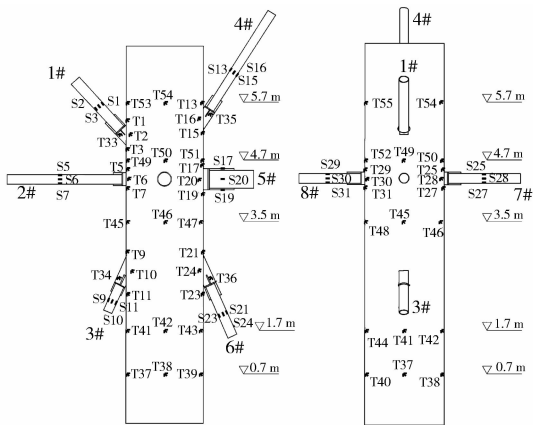 4#
4#
1#
1#
S16
S13
S15
S1
S2
S3
T54
T53
T13
5.7 m
T55
T54
5.7 m
T1
T16
T35
T2
T15
T33
T3
T49
T50
T51
4.7 m
T52
T49
T50
4.7 m
S5
T5
T17
S17
S29
T29
T25
S25
S6
T6
T20
S20
5#
S30
T30
T28
S28
2#
S7
T7
T19
S19
8#
S31
T31
T27
S27
7#
T45
T46
T47
3.5 m
T48
T45
T46
3.5 m
T9
T21
T10
T24
T34
T36
T11
T23
S9
S11
S10
S21
S23
S24
3#
3#
6#
T41
T42
T43
1.7 m
T44
T41
T42
1.7 m
T37
T38
T39
0.7 m
T40
T37
T38
0.7 m